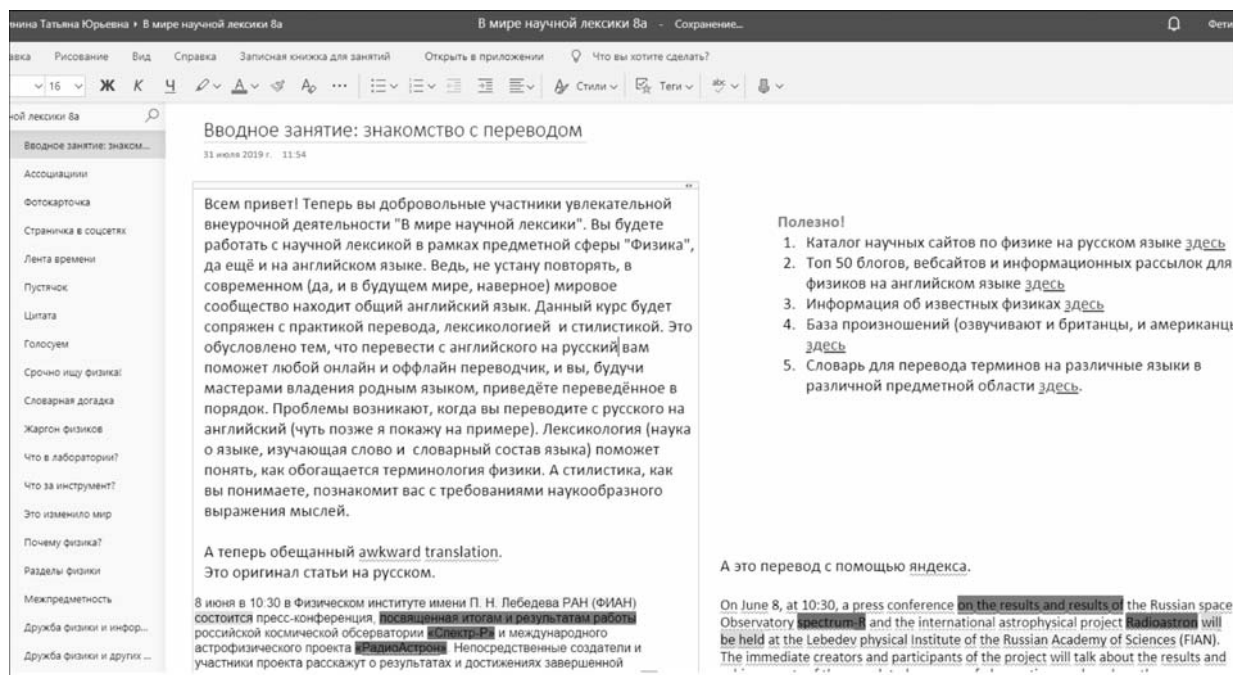 нина Татьяна Юрьевна › В мире научной лексики 8а
В мире научной лексики 8а - Сохранение...
Рисование Вид Справка Записная книжка для занятий Открыть в приложении Что вы хотите сделать?
16 Ж К Ч Стили Теги abc
ной лексики 8а
Вводное занятие: знаком...
Ассоциациии
Фотокарточка
Страничка в соцсетях
Лента времени
Пустячок
Цитата
Голосуем
Срочно ищу физика!
Словарная догадка
Жаргон физиков
Что в лаборатории?
Что за инструмент?
Это изменило мир
Почему физика?
Разделы физики
Межпредметность
Дружба физики и инфор...
Дружба физики и других ...
Вводное занятие: знакомство с переводом
31 июля 2019 г. 11:54
Всем привет! Теперь вы добровольные участники увлекательной
внеурочной деятельности "В мире научной лексики". Вы будете
работать с научной лексикой в рамках предметной сферы "Физика",
да ещё и на английском языке. Ведь, не устану повторять, в
современном (да, и в будущем мире, наверное) мировое
сообщество находит общий английский язык. Данный курс будет
сопряжен с практикой перевода, лексикологией и стилистикой. Это
обусловлено тем, что перевести с английского на русский вам
поможет любой онлайн и оффлайн переводчик, и вы, будучи
мастерами владения родным языком, приведёте переведённое в
порядок. Проблемы возникают, когда вы переводите с русского на
английский (чуть позже я покажу на примере). Лексикология (наука
о языке, изучающая слово и словарный состав языка) поможет
понять, как обогащается терминология физики. А стилистика, как
вы понимаете, познакомит вас с требованиями наукообразного
выражения мыслей.
А теперь обещанный awkward translation.
Это оригинал статьи на русском.
8 июня в 10:30 в Физическом институте имени П. Н. Лебедева РАН (ФИАН)
состоится пресс-конференция, посвященная итогам и результатам работы
российской космической обсерватории «Спектр-Р» и международного
астрофизического проекта «РадиоАстрон». Непосредственные создатели и
участники проекта расскажут о результатах и достижениях завершенной
Полезно!
1. Каталог научных сайтов по физике на русском языке здесь
2. Топ 50 блогов, вебсайтов и информационных рассылок для
физиков на английском языке здесь
3. Информация об известных физиках здесь
4. База произношений (озвучивают и британцы, и американцы
здесь
5. Словарь для перевода терминов на различные языки в
различной предметной области здесь.
А это перевод с помощью яндекса.
On June 8, at 10:30, a press conference on the results and results of the Russian space
Observatory spectrum-R and the international astrophysical project Radioastron will
be held at the Lebedev physical Institute of the Russian Academy of Sciences (FIAN).
The immediate creators and participants of the project will talk about the results and